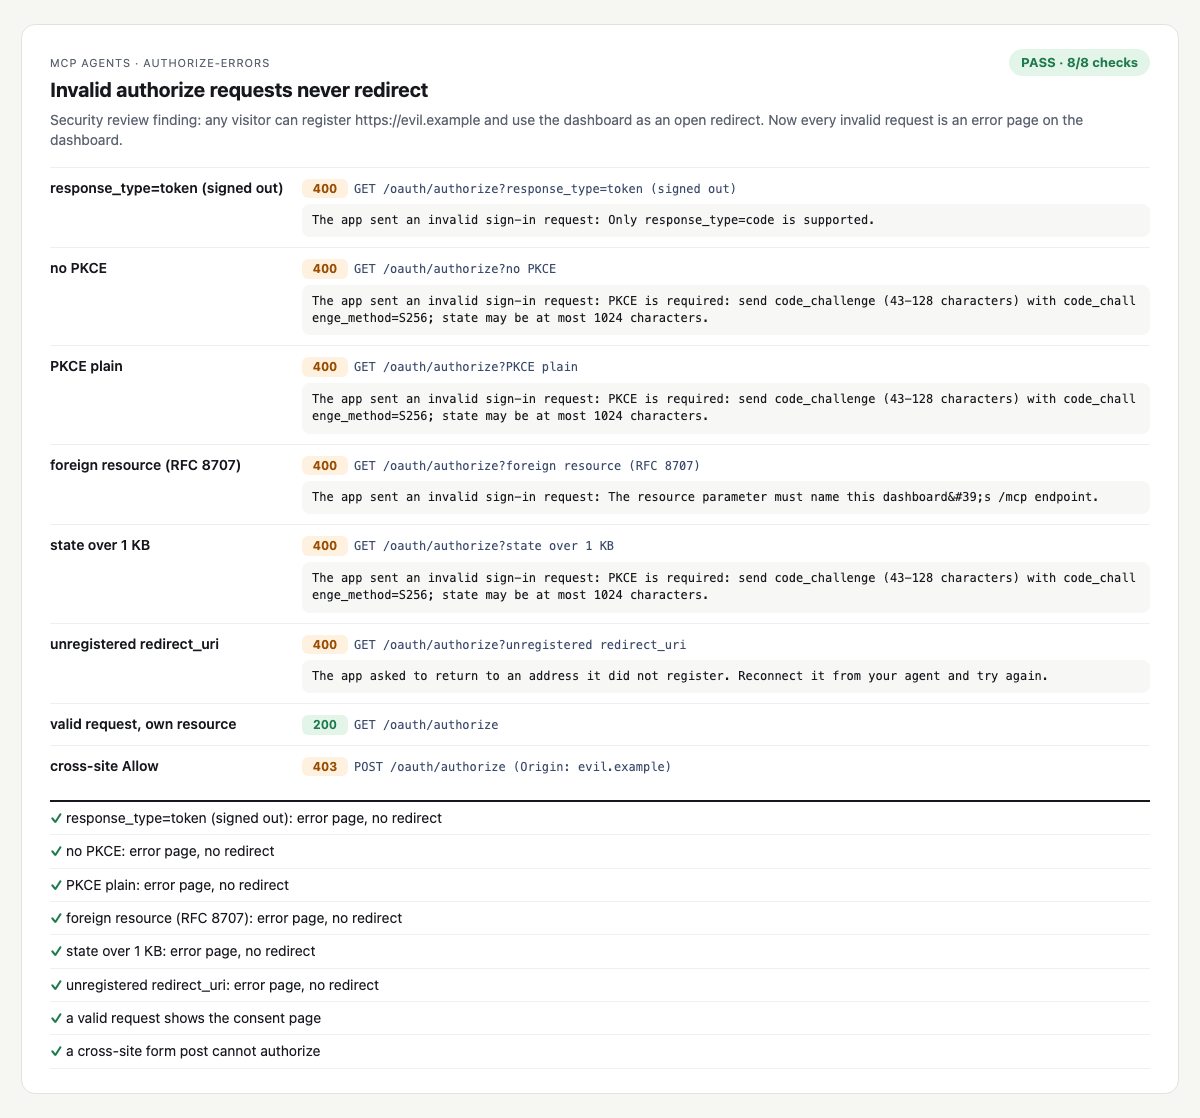 MCP AGENTS · AUTHORIZE-ERRORS
PASS · 8/8 checks
Invalid authorize requests never redirect
Security review finding: any visitor can register https://evil.example and use the dashboard as an open redirect. Now every invalid request is an error page on the
dashboard.
response_type=token (signed out)
400 GET /oauth/authorize?response_type=token (signed out)
The app sent an invalid sign-in request: Only response_type=code is supported.
no PKCE
400 GET /oauth/authorize?no PKCE
The app sent an invalid sign-in request: PKCE is required: send code_challenge (43-128 characters) with code_chall
enge_method=S256; state may be at most 1024 characters.
PKCE plain
400 GET /oauth/authorize?PKCE plain
The app sent an invalid sign-in request: PKCE is required: send code_challenge (43-128 characters) with code_chall
enge_method=S256; state may be at most 1024 characters.
foreign resource (RFC 8707)
400 GET /oauth/authorize?foreign resource (RFC 8707)
The app sent an invalid sign-in request: The resource parameter must name this dashboard&#39;s /mcp endpoint.
state over 1 KB
400 GET /oauth/authorize?state over 1 KB
The app sent an invalid sign-in request: PKCE is required: send code_challenge (43-128 characters) with code_chall
enge_method=S256; state may be at most 1024 characters.
unregistered redirect_uri
400 GET /oauth/authorize?unregistered redirect_uri
The app asked to return to an address it did not register. Reconnect it from your agent and try again.
valid request, own resource
200 GET /oauth/authorize
cross-site Allow
403 POST /oauth/authorize (Origin: evil.example)
✓ response_type=token (signed out): error page, no redirect
✓ no PKCE: error page, no redirect
✓ PKCE plain: error page, no redirect
✓ foreign resource (RFC 8707): error page, no redirect
✓ state over 1 KB: error page, no redirect
✓ unregistered redirect_uri: error page, no redirect
✓ a valid request shows the consent page
✓ a cross-site form post cannot authorize